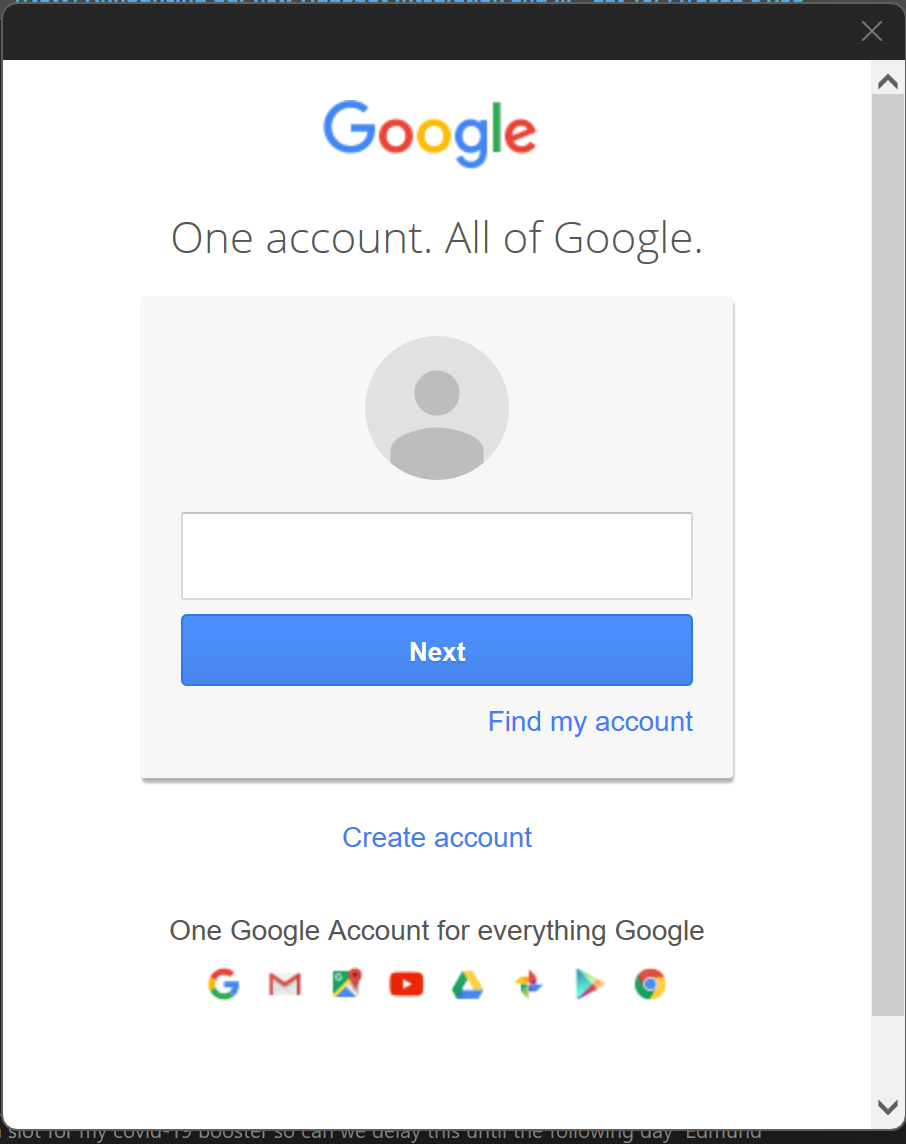 Google
One account. All of Google.
Next
Find my account
Create account
One Google Account for everything Google
slot for my covid-19 booster so can we delay this until the following day" Edmund